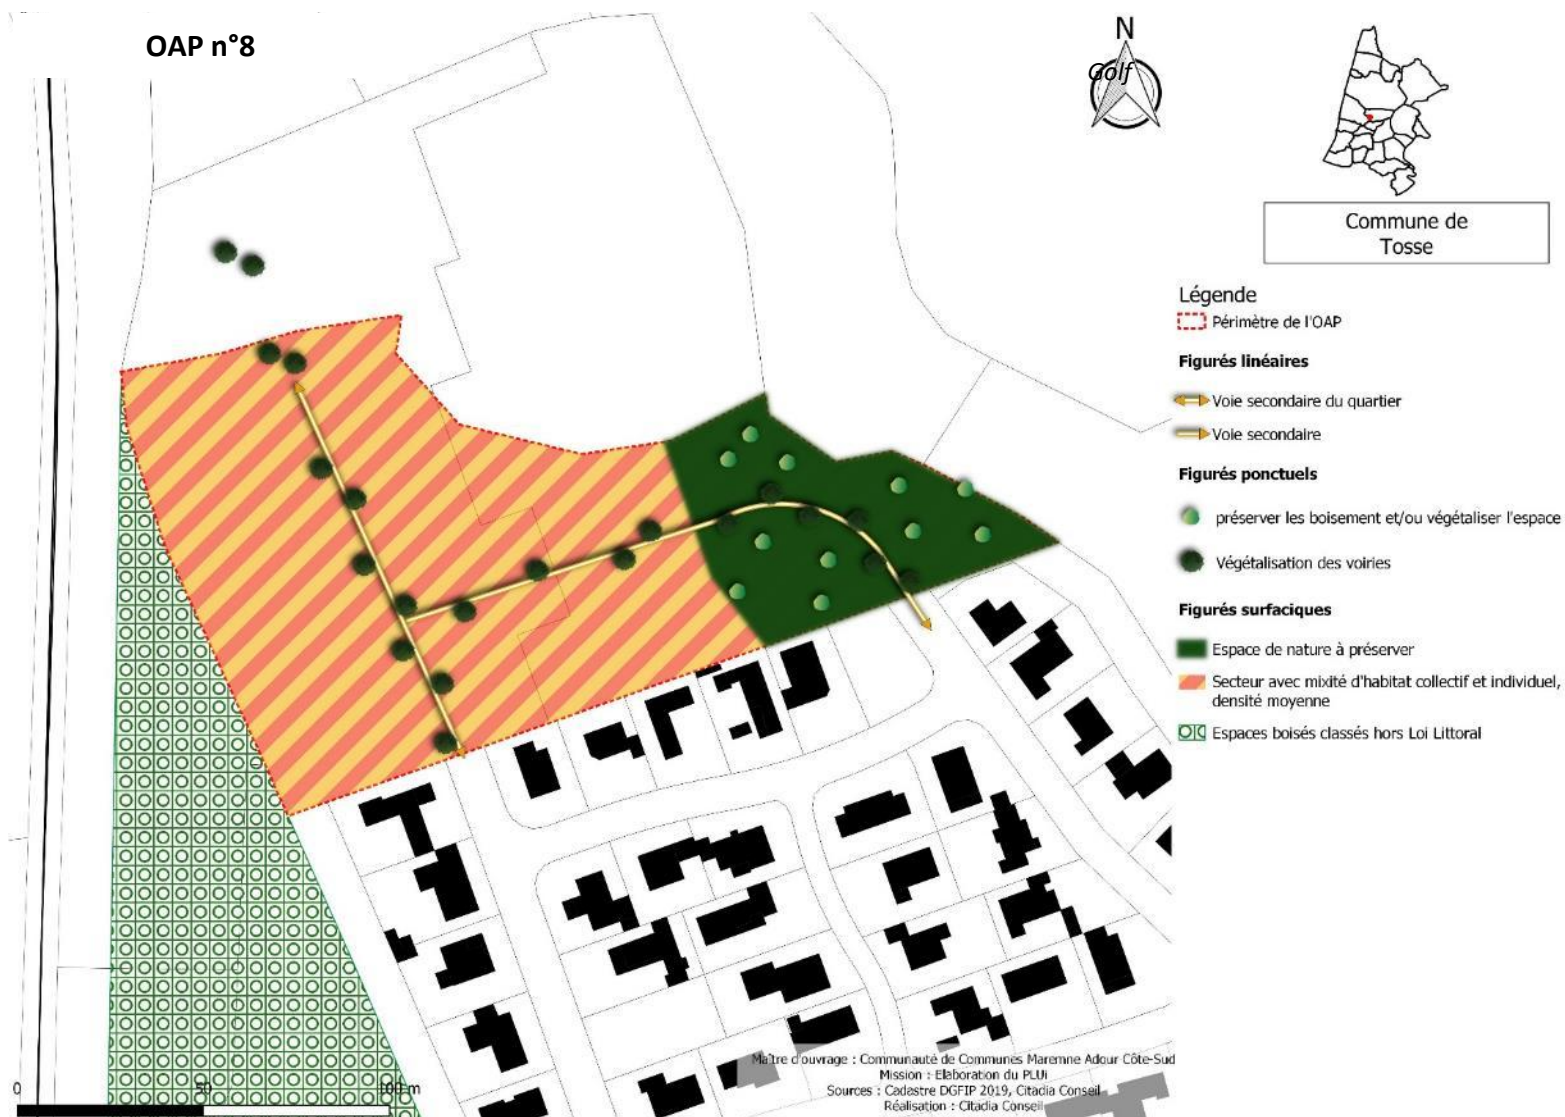 OAP n°8
N
Golf
Commune de
Tosse
Légende
Périmètre de l'OAP
Figurés linéaires
Voie secondaire du quartier
Voie secondaire
Figurés ponctuels
préserver les boisement et/ou végétaliser l'espace
Végétalisation des voiries
Figurés surfaciques
Espace de nature à préserver
Secteur avec mixité d'habitat collectif et individuel,
densité moyenne
Espaces boisés classés hors Loi Littoral
Maître d'ouvrage : Communauté de Communes Maremne Adour Côte-Sud
Mission : Elaboration du PLUi
Sources : Cadastre DGFIP 2019, Citadia Conseil
Réalisation : Citadia Conseil
0 50 100 m